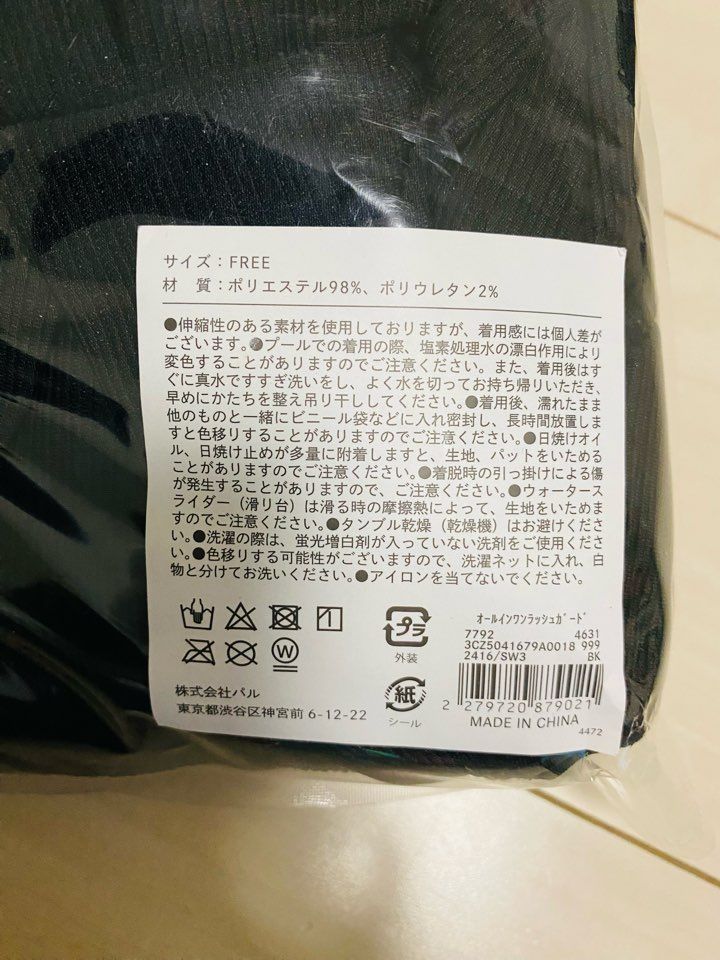 サイズ：FREE
材　質：ポリエステル98%、ポリウレタン2%
●伸縮性のある素材を使用しておりますが、着用感には個人差が
ございます。●プールでの着用の際、塩素処理水の漂白作用により
変色することがありますのでご注意ください。また、着用後はす
ぐに真水ですすぎ洗いをし、よく水を切ってお持ち帰りいただき、
早めにかたちを整え吊り干ししてください。●着用後、濡れたまま
他のものと一緒にビニール袋などに入れ密封し、長時間放置しま
すと色移りすることがありますのでご注意ください。●日焼けオイ
ル、日焼け止めが多量に附着しますと、生地、パットをいためる
ことがありますのでご注意ください。●着脱時の引っ掛けによる傷
が発生することがありますので、ご注意ください。●ウォータース
ライダー（滑り台）は滑る時の摩擦熱によって、生地をいためま
すのでご注意ください。●タンブル乾燥（乾燥機）はお避けくださ
い。●洗濯の際は、蛍光増白剤が入っていない洗剤をご使用くださ
い。●色移りする可能性がございますので、洗濯ネットに入れ、白
物と分けてお洗いください。●アイロンを当てないでください。
W
株式会社パル
東京都渋谷区神宮前 6-12-22
プラ
外装
紙
シール
ｵｰﾙｲﾝﾜﾝﾗｯｼｭｶﾞｰﾄﾞ
7792 4631
3CZ5041679A0018 999
2416/SW3 BK
2 279720 879021
MADE IN CHINA
4472